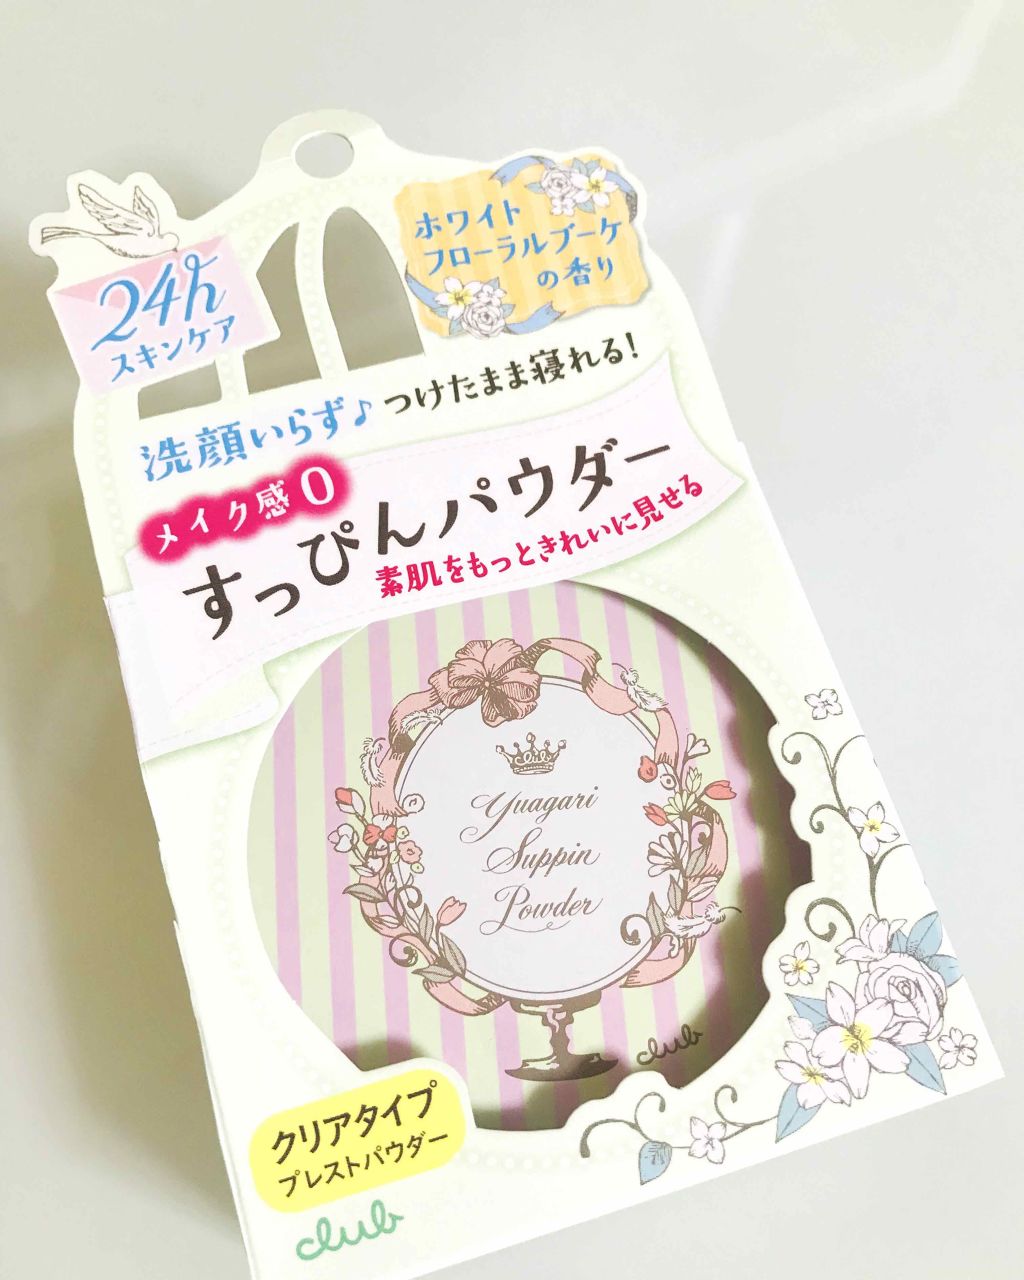 24h
スキンケア
ホワイト
フローラルブーケ
の香り
洗顔いらず♪つけたまま寝れる!
メイク感0
すっぴんパウダー
素肌をもっときれいに見せる
club
Yuagari
Suppin
Powder
club
クリアタイプ
プレストパウダー
club